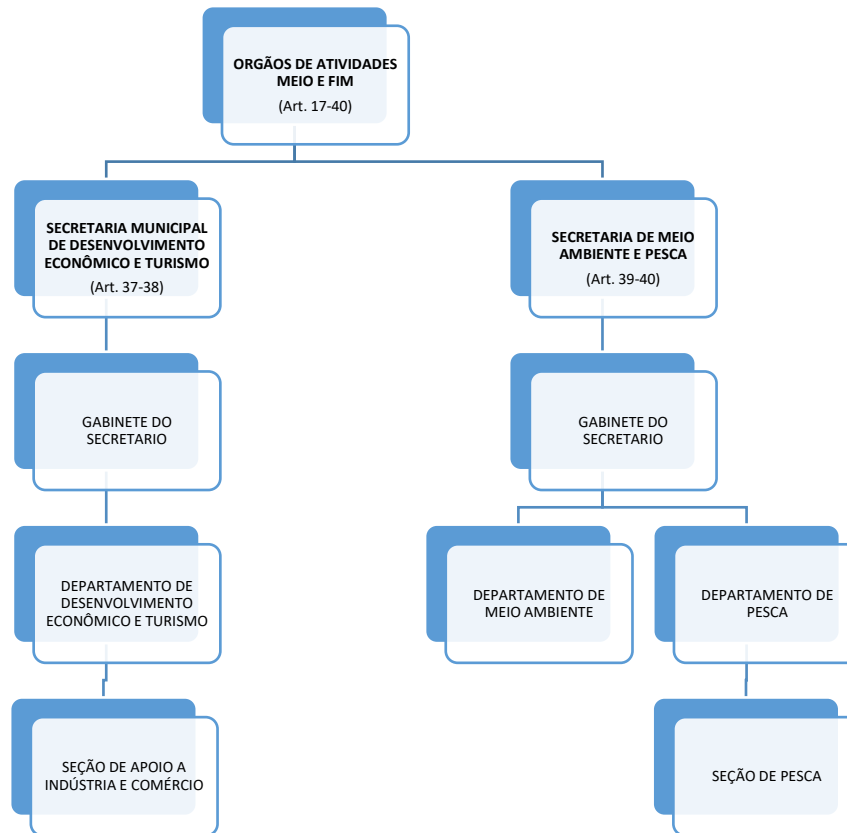 ORGÃOS DE ATIVIDADES
MEIO E FIM
(Art. 17-40)
SECRETARIA MUNICIPAL
DE DESENVOLVIMENTO
ECONÔMICO E TURISMO
(Art. 37-38)
SECRETARIA DE MEIO
AMBIENTE E PESCA
(Art. 39-40)
GABINETE DO
SECRETARIO
GABINETE DO
SECRETARIO
DEPARTAMENTO DE
DESENVOLVIMENTO
ECONÔMICO E TURISMO
DEPARTAMENTO DE
MEIO AMBIENTE
DEPARTAMENTO DE
PESCA
SEÇÃO DE APOIO A
INDÚSTRIA E COMÉRCIO
SEÇÃO DE PESCA